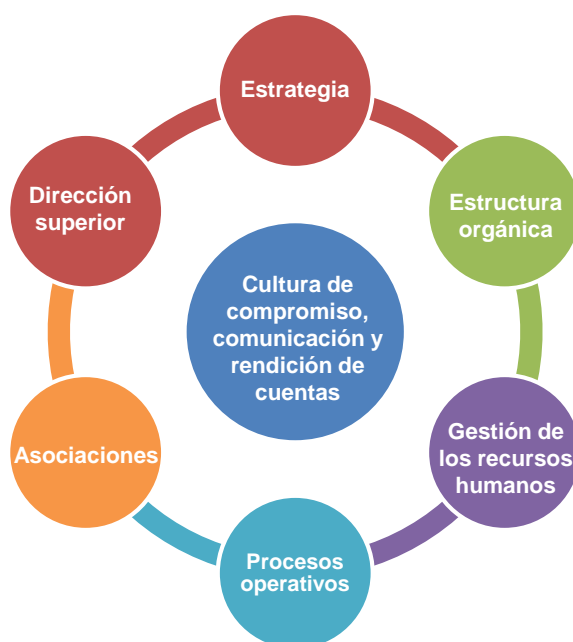 Estrategia
Estructura
orgánica
Gestión de
los recursos
humanos
Procesos
operativos
Asociaciones
Dirección
superior
Cultura de
compromiso,
comunicación y
rendición de
cuentas